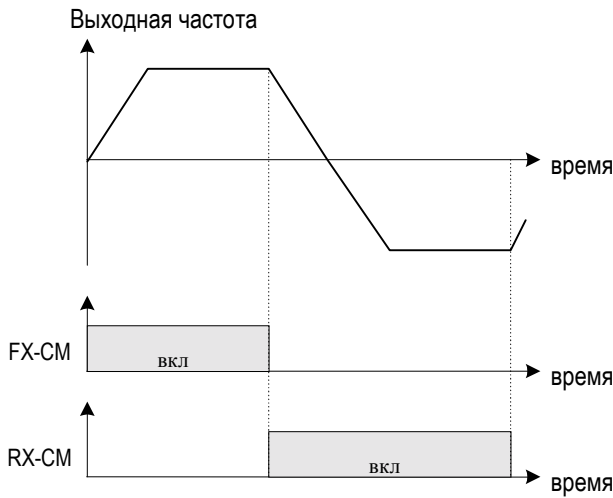 Выходная частота
время
FX-CM
вкл
время
RX-CM
вкл
время